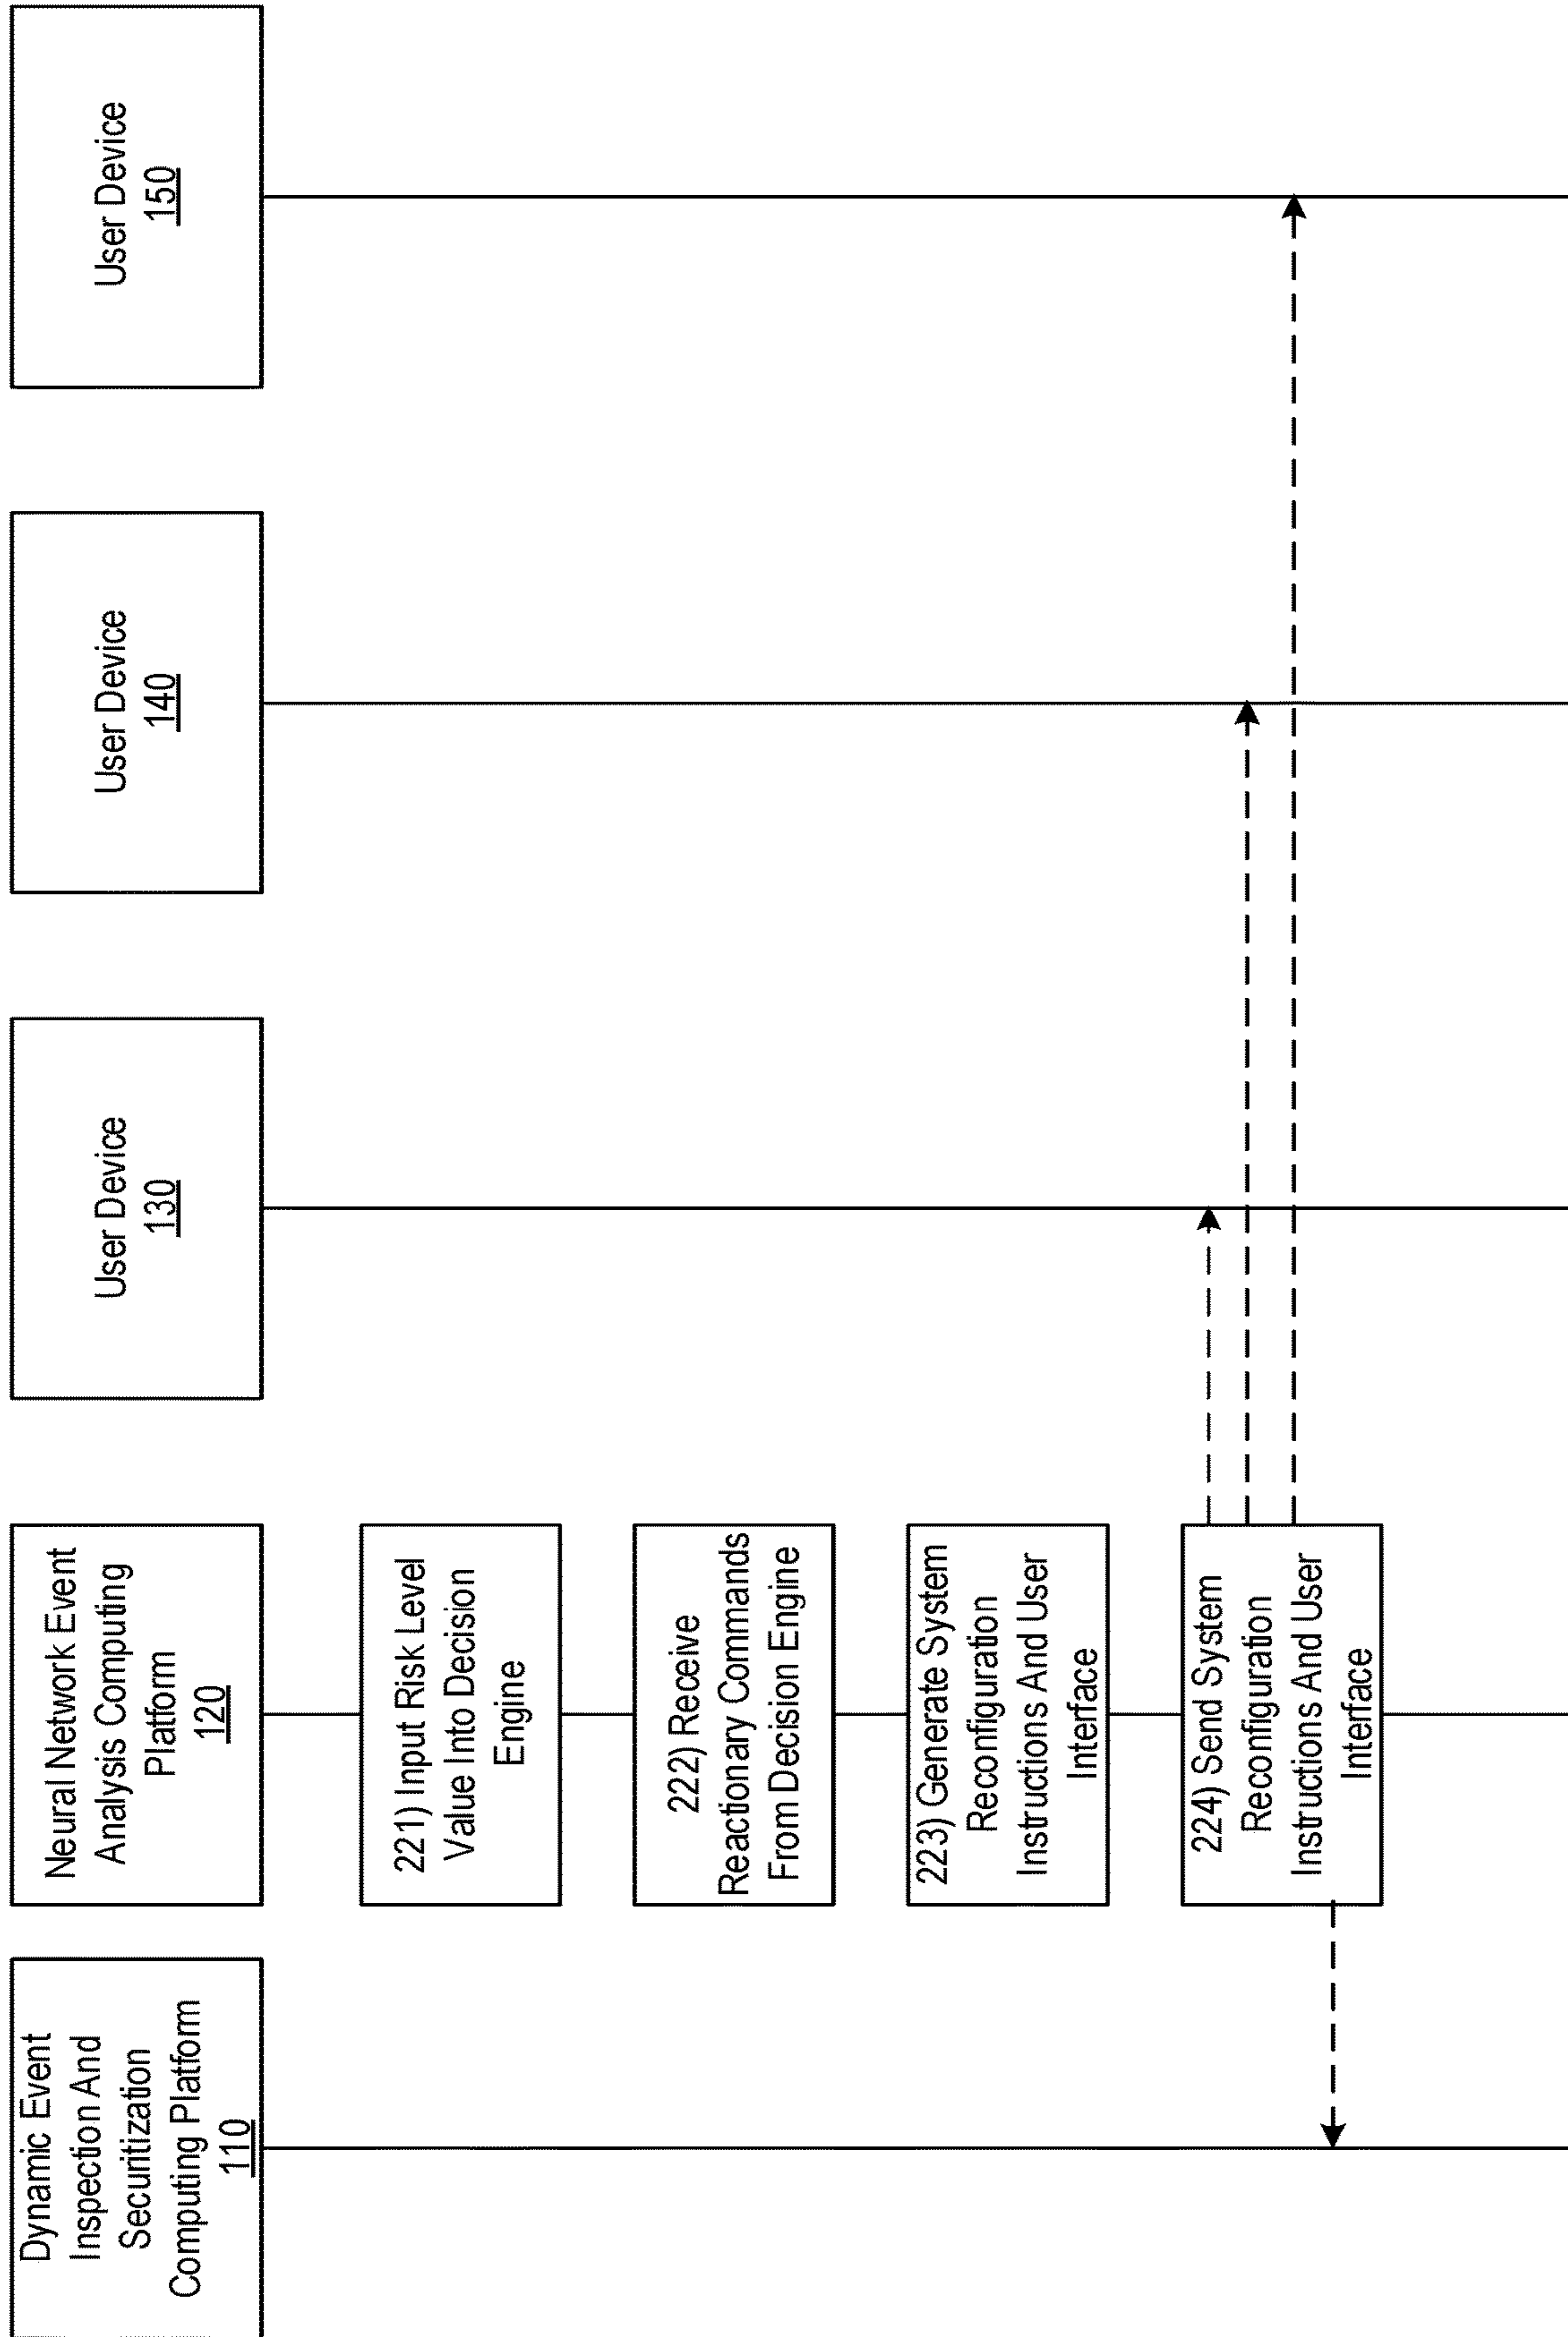 Dynamic Event
Inspection And
Securitization
Computing Platform
110
Neural Network Event
Analysis Computing
Platform
120
User Device
130
User Device
140
User Device
150
221) Input Risk Level
Value Into Decision
Engine
222) Receive
Reactionary Commands
From Decision Engine
223) Generate System
Reconfiguration
Instructions And User
Interface
224) Send System
Reconfiguration
Instructions And User
Interface